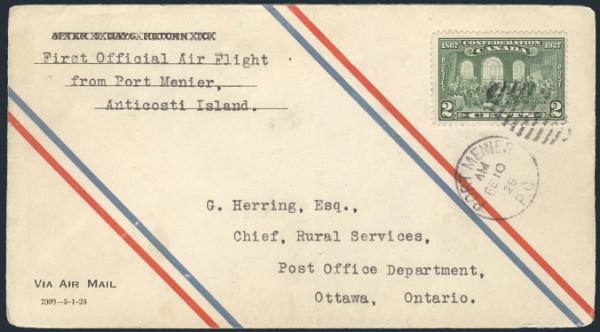 AFTER 5 DAYS, RETURN TO
First Official Air Flight
from Port Menier,
Anticosti Island.
1867 CONFEDERATION 1927
CANADA
POSTES POSTAGE
2 CENTS 2
PORT MENIER
AM
FE 10
28
P.Q.
G. Herring, Esq.,
Chief, Rural Services,
Post Office Department,
Ottawa, Ontario.
VIA AIR MAIL
2000—5-1-28